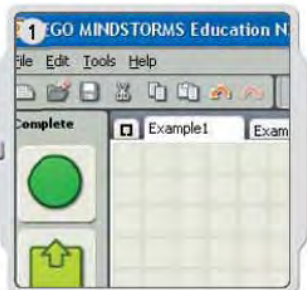 1
EGO MINDSTORMS Education N
File Edit Tools Help
Complete
Example1
Exam